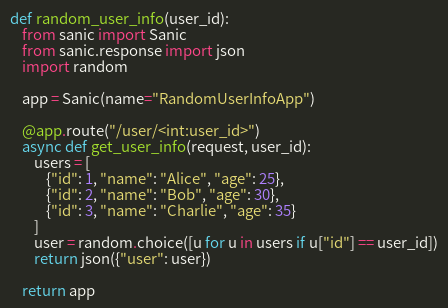 def random_user_info(user_id):
    from sanic import Sanic
    from sanic.response import json
    import random

    app = Sanic(name="RandomUserInfoApp")

    @app.route("/user/<int:user_id>")
    async def get_user_info(request, user_id):
        users = [
            {"id": 1, "name": "Alice", "age": 25},
            {"id": 2, "name": "Bob", "age": 30},
            {"id": 3, "name": "Charlie", "age": 35}
        ]
        user = random.choice([u for u in users if u["id"] == user_id])
        return json({"user": user})

    return app